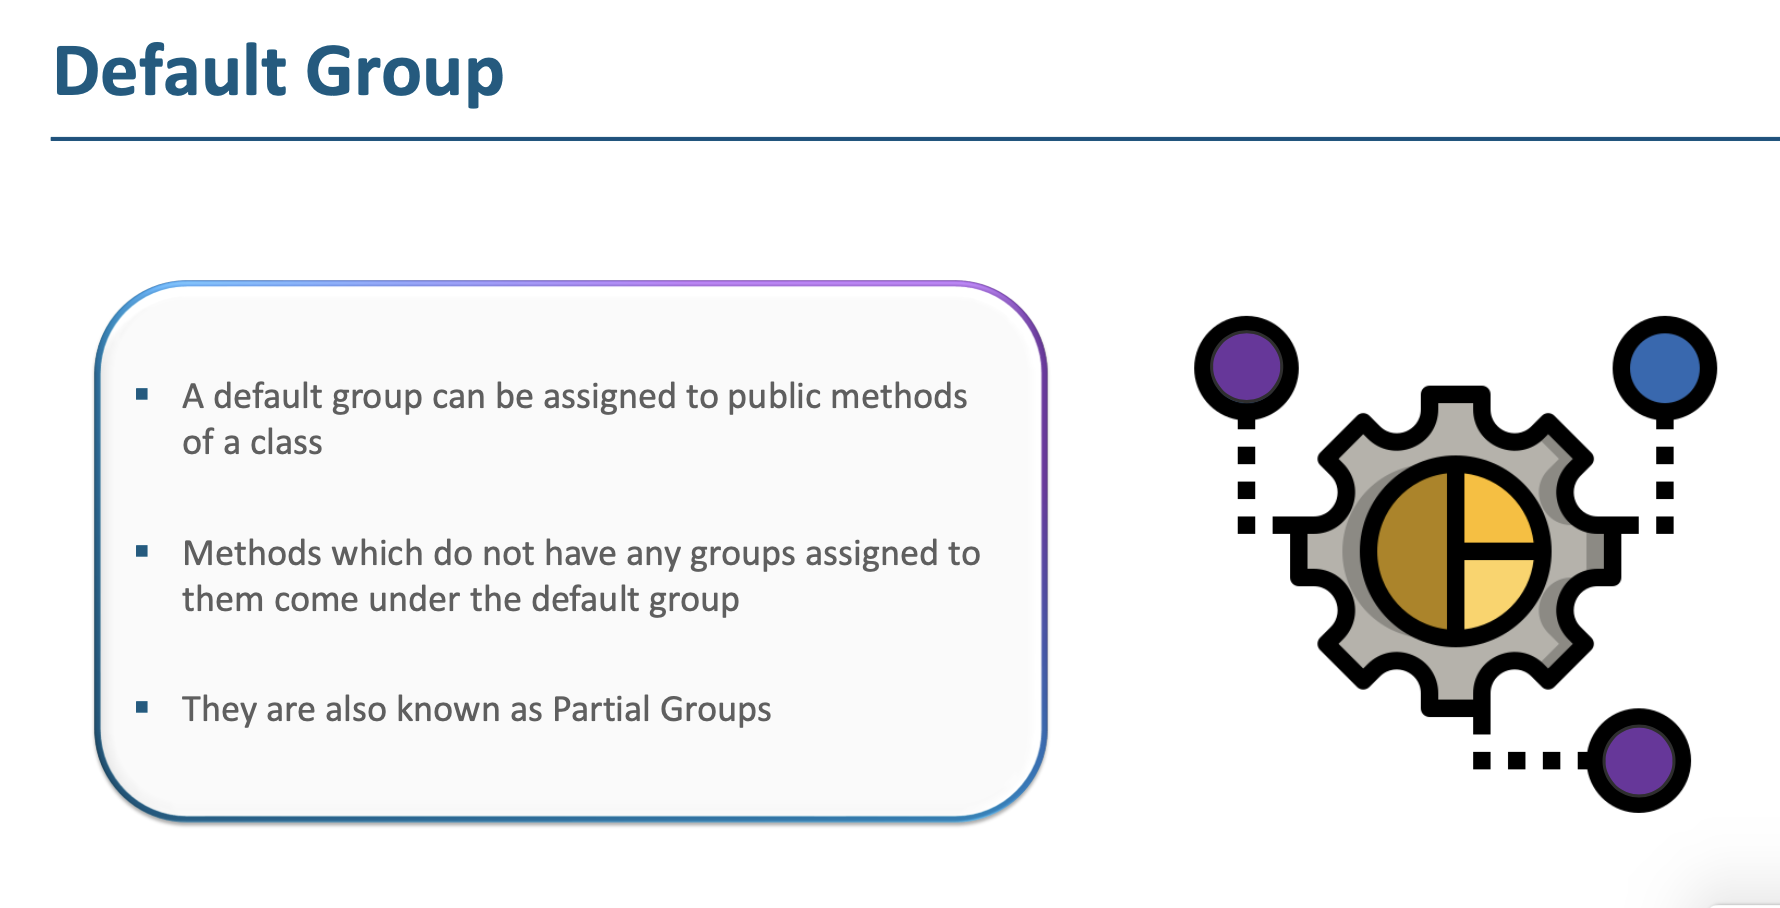 Default Group
▪ A default group can be assigned to public methods
of a class
▪ Methods which do not have any groups assigned to
them come under the default group
▪ They are also known as Partial Groups